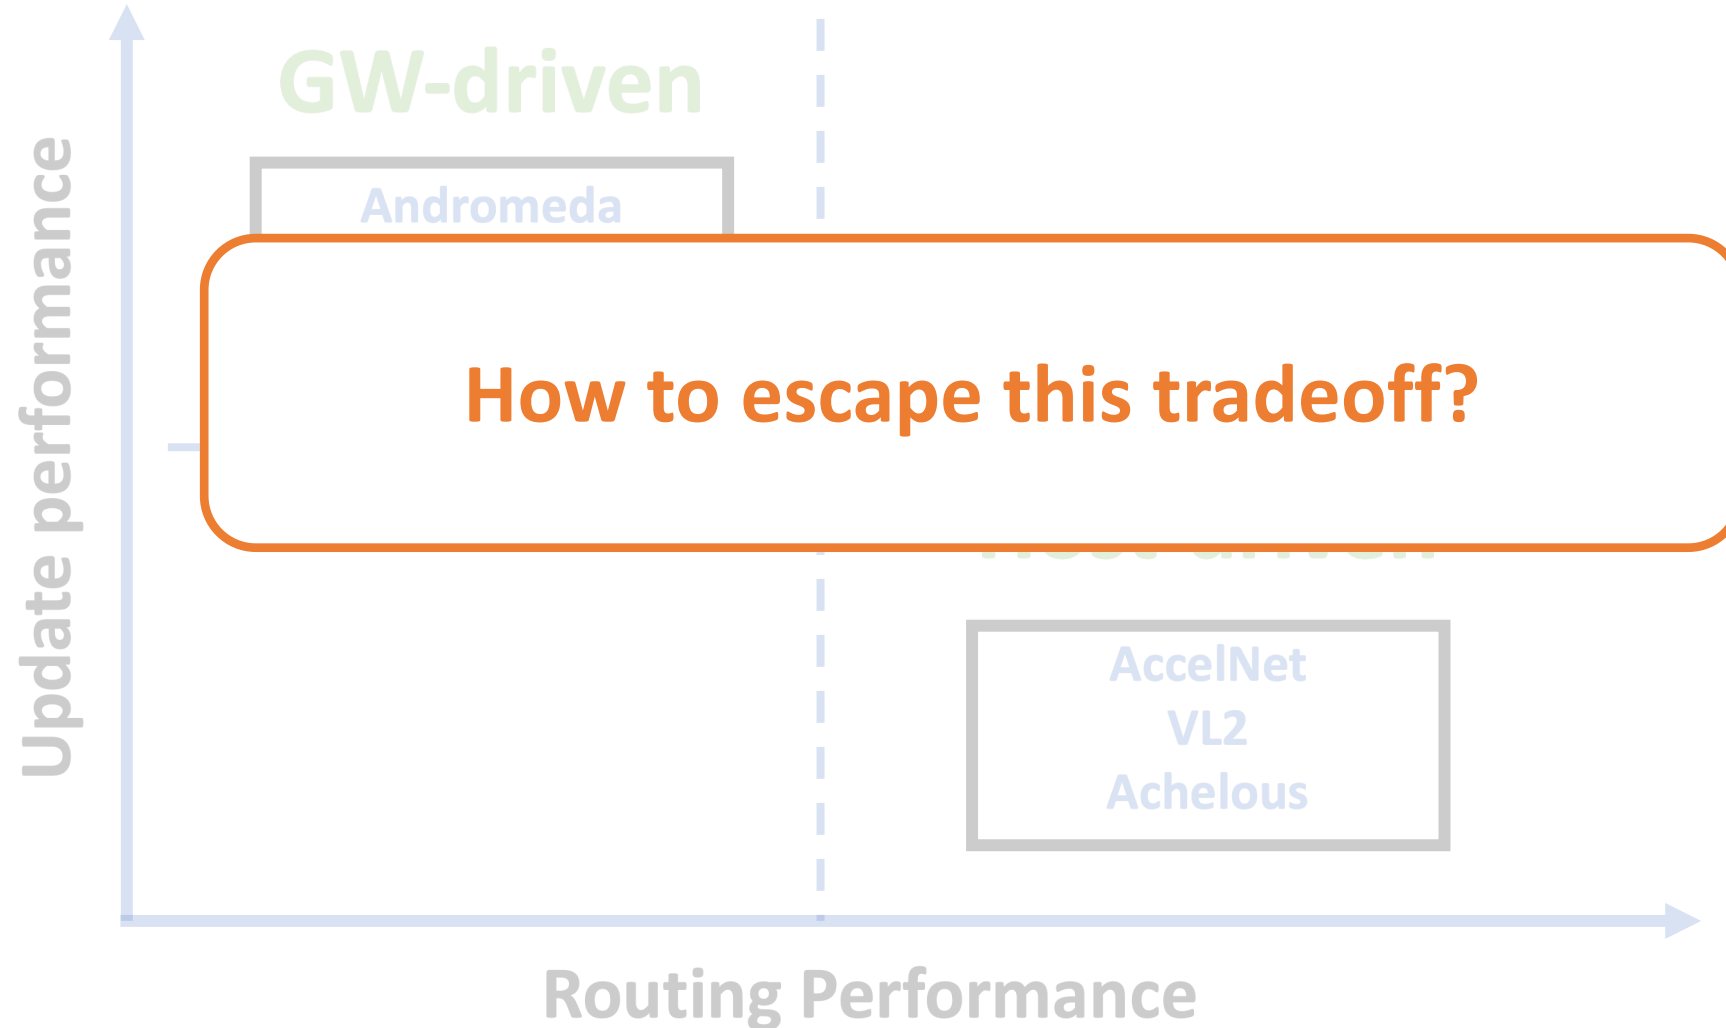 GW-driven
Andromeda
How to escape this tradeoff?
AccelNet
VL2
Achelous
Update performance
Routing Performance